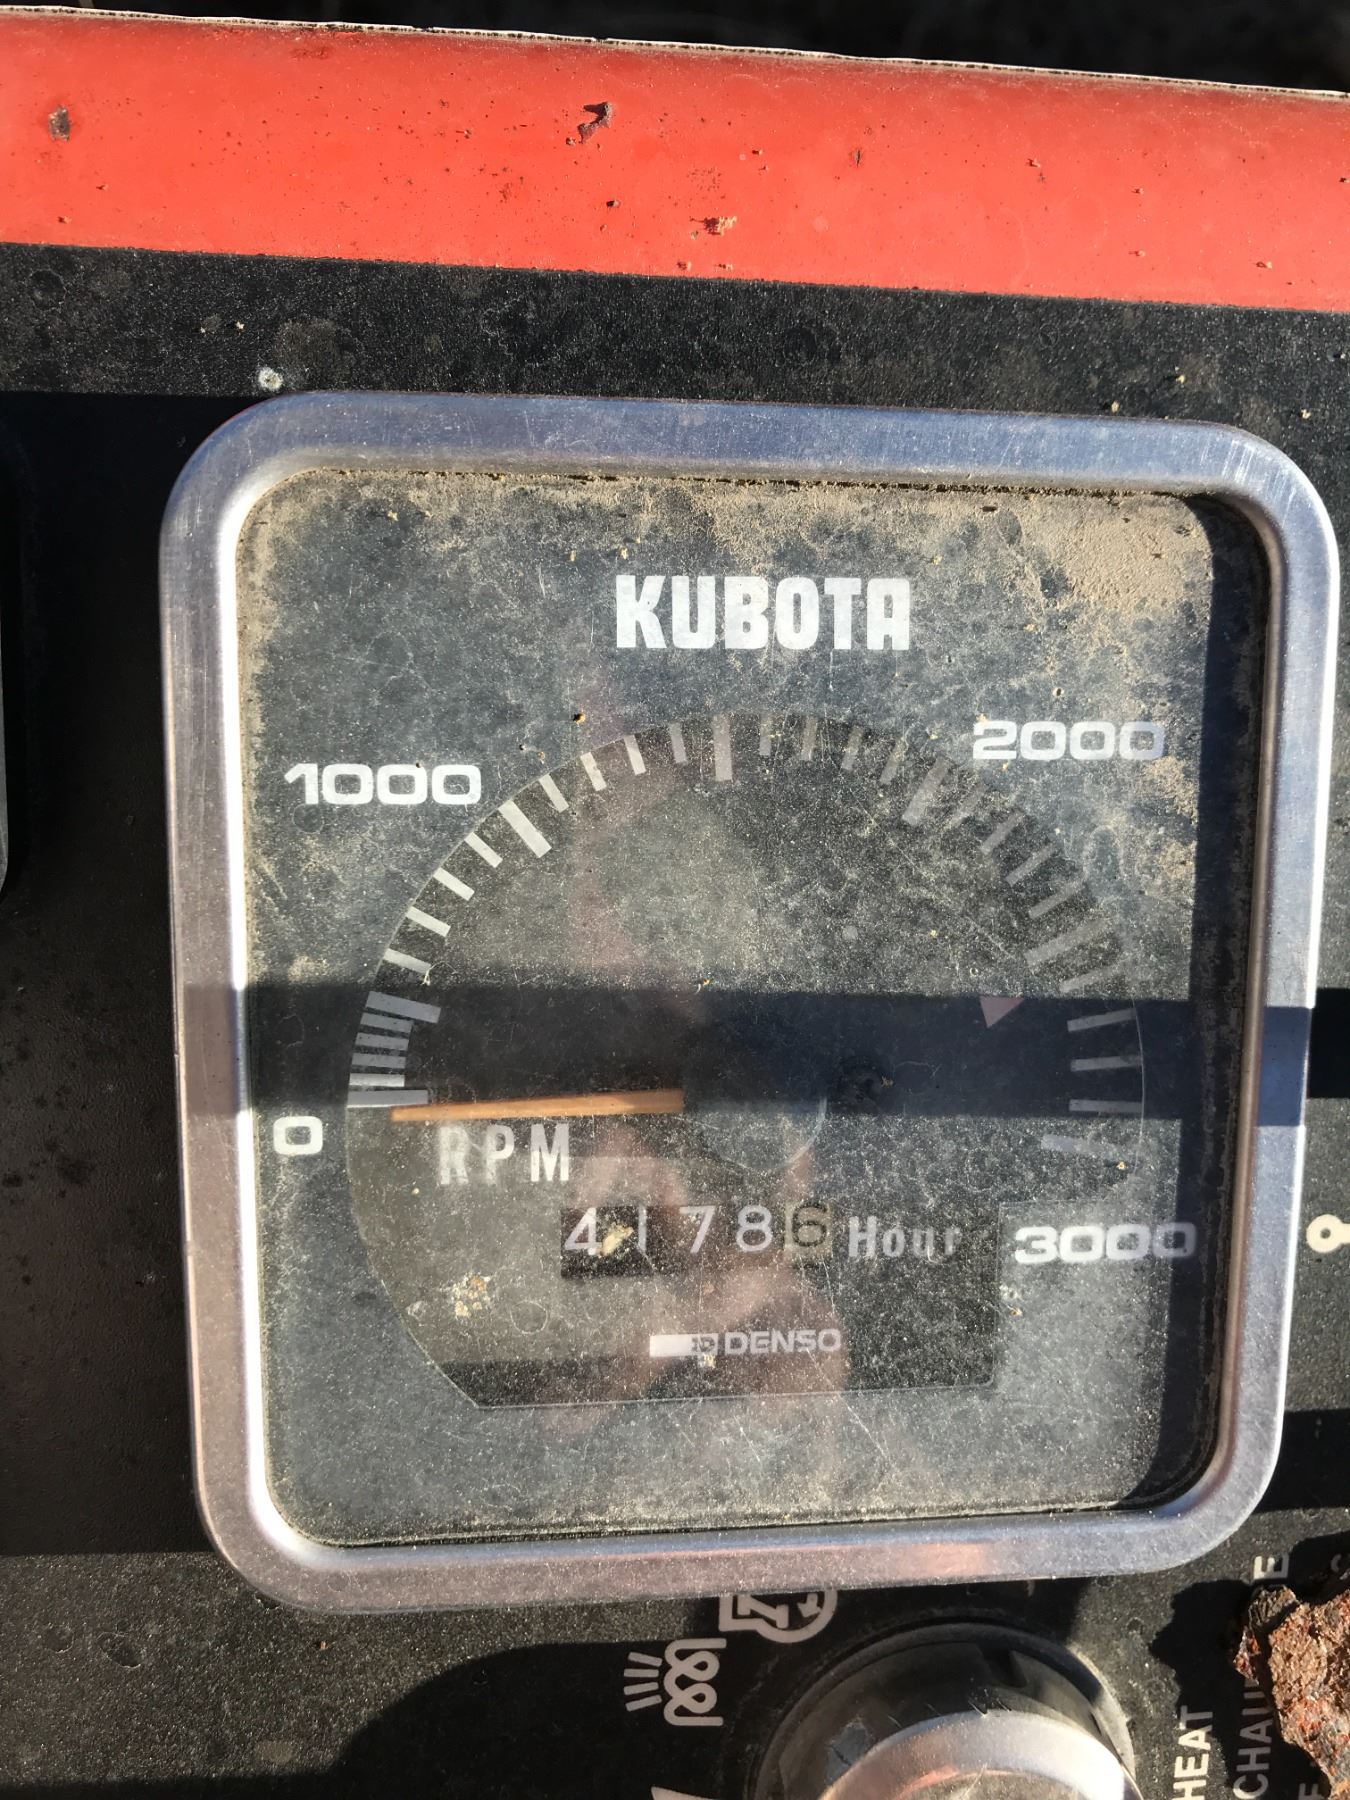 KUBOTA
1000
2000
0
RPM
41786 Hour
3000
DENSO
HEAT